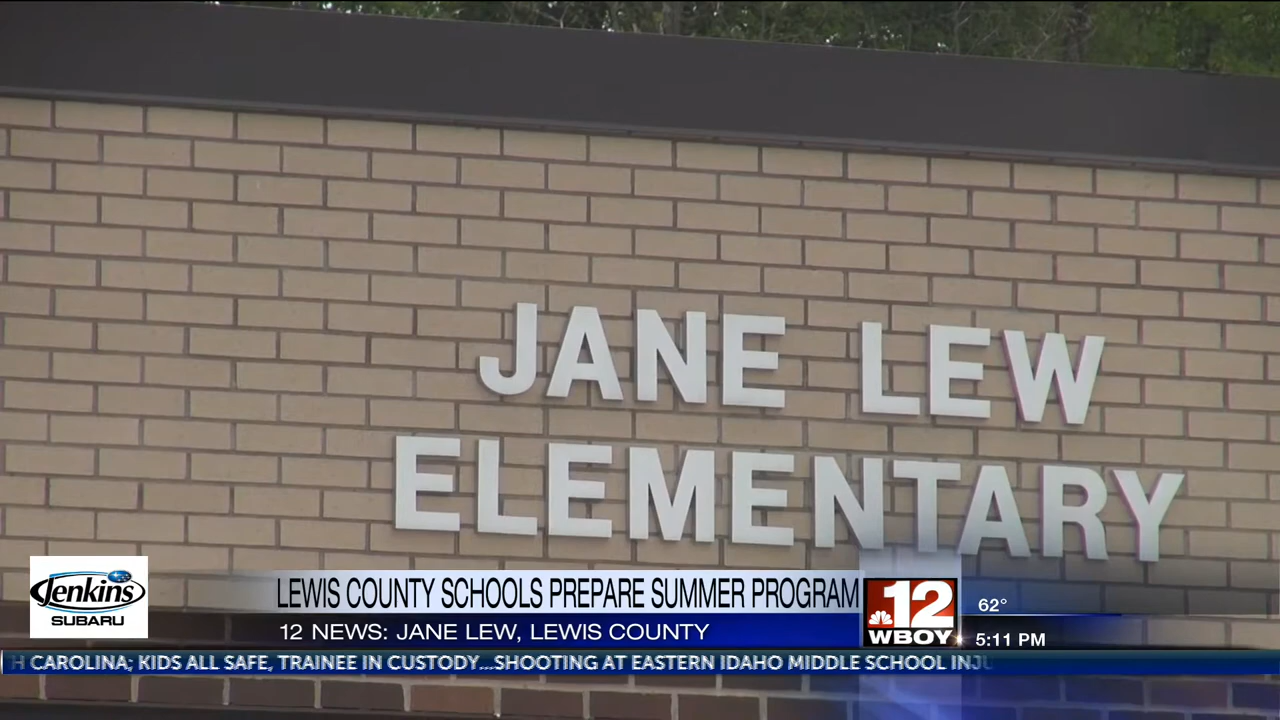 JANE LEW
ELEMENTARY
Jenkins
SUBARU
LEWIS COUNTY SCHOOLS PREPARE SUMMER PROGRAM
12 NEWS: JANE LEW, LEWIS COUNTY
12
WBOY
62°
5:11 PM
H CAROLINA; KIDS ALL SAFE, TRAINEE IN CUSTODY...SHOOTING AT EASTERN IDAHO MIDDLE SCHOOL INJU